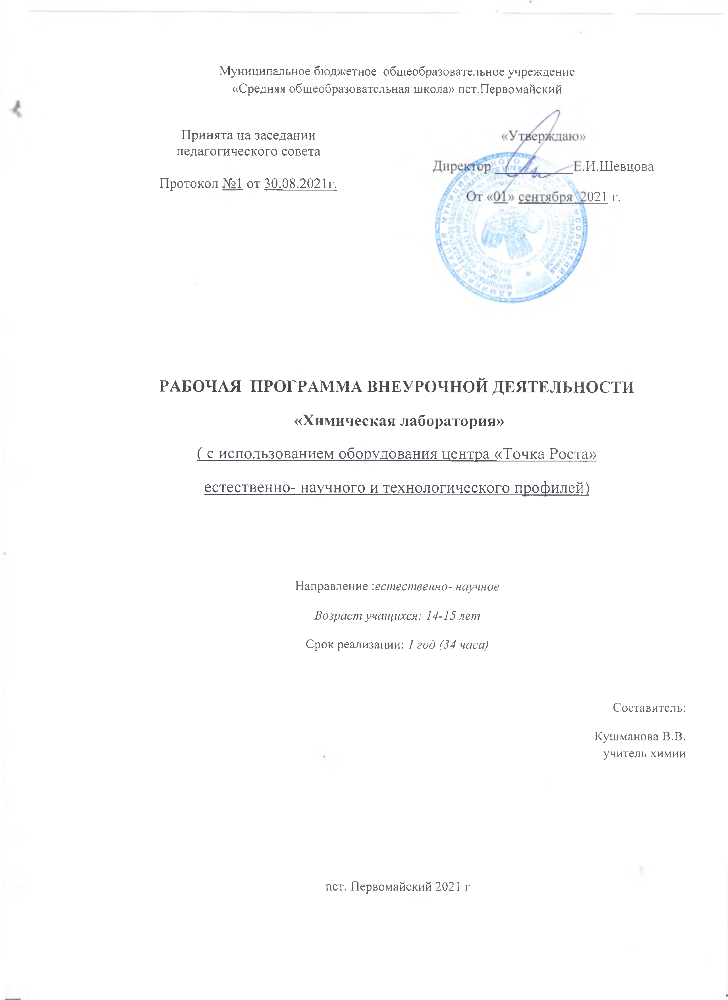 Муниципальное бюджетное общеобразовательное учреждение
«Средняя общеобразовательная школа» пст.Первомайский
Принята на заседании
педагогического совета
Протокол №1 от 30.08.2021г.
«Утверждаю»
Директор ____________Е.И.Шевцова
От «01» сентября 2021 г.
РАБОЧАЯ ПРОГРАММА ВНЕУРОЧНОЙ ДЕЯТЕЛЬНОСТИ
«Химическая лаборатория»
( с использованием оборудования центра «Точка Роста»
естественно- научного и технологического профилей)
Направление :естественно- научное
Возраст учащихся: 14-15 лет
Срок реализации: 1 год (34 часа)
Составитель:
Кушманова В.В.
учитель химии
пст. Первомайский 2021 г